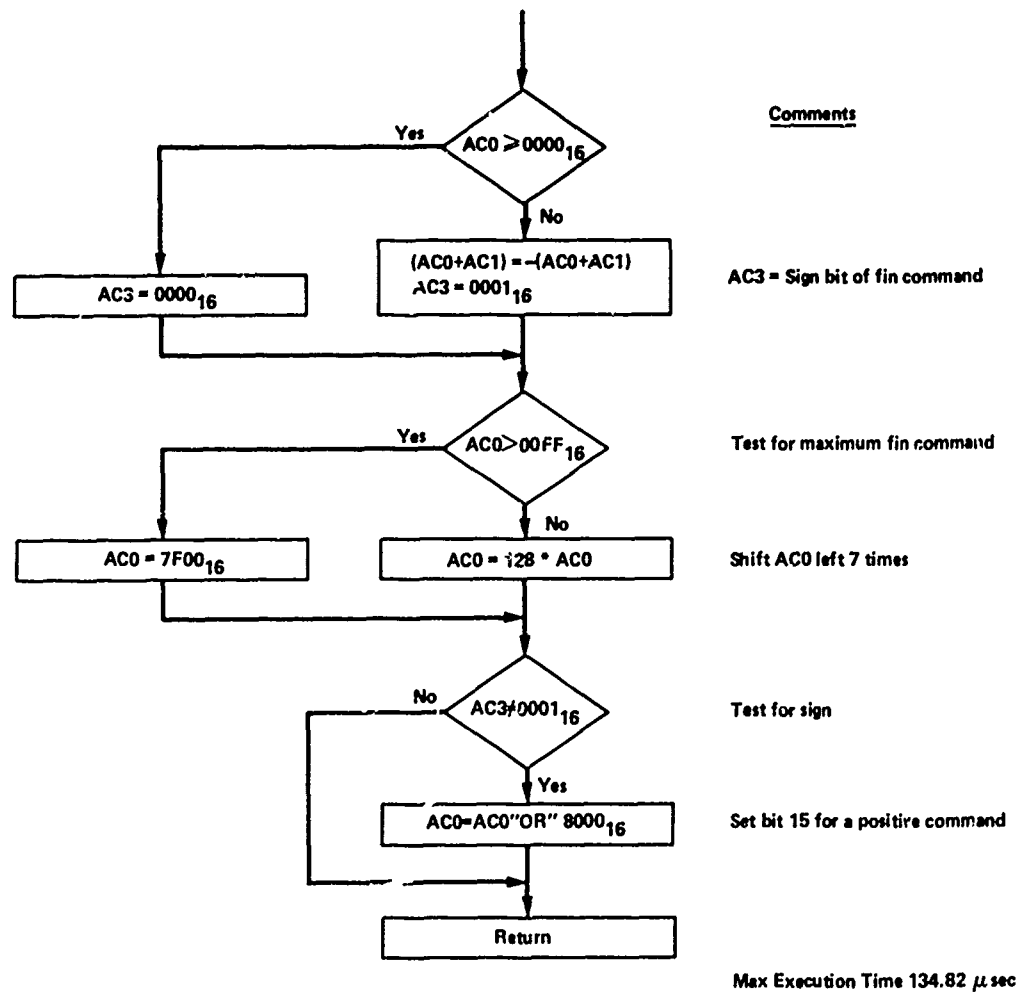 Comments
Yes
AC0 ⩾ 0000₁₆
No
(AC0+AC1) = -(AC0+AC1)
AC3 = 0001₁₆
AC3 = Sign bit of fin command
AC3 = 0000₁₆
Yes
AC0>00FF₁₆
Test for maximum fin command
No
AC0 = 7F00₁₆
AC0 = 128 * AC0
Shift AC0 left 7 times
No
AC3≠0001₁₆
Test for sign
Yes
AC0=AC0"OR" 8000₁₆
Set bit 15 for a positive command
Return
Max Execution Time 134.82 μ sec